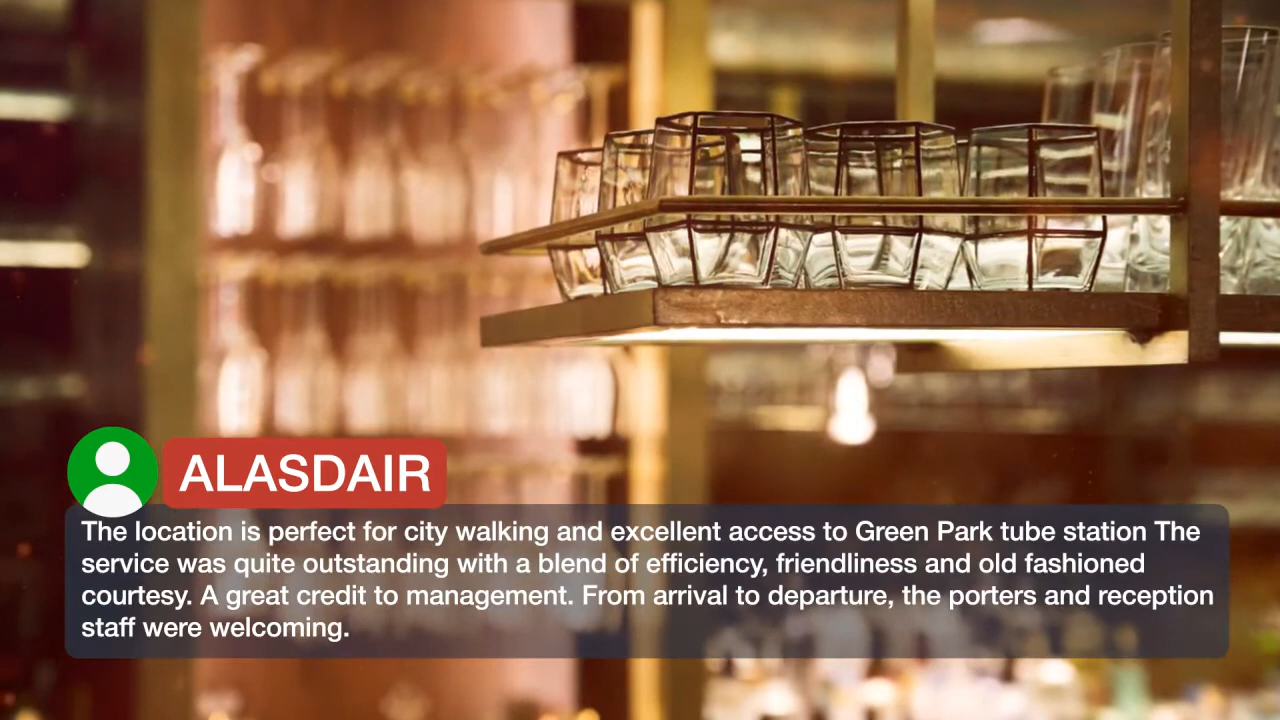 ALASDAIR
The location is perfect for city walking and excellent access to Green Park tube station The
service was quite outstanding with a blend of efficiency, friendliness and old fashioned
courtesy. A great credit to management. From arrival to departure, the porters and reception
staff were welcoming.